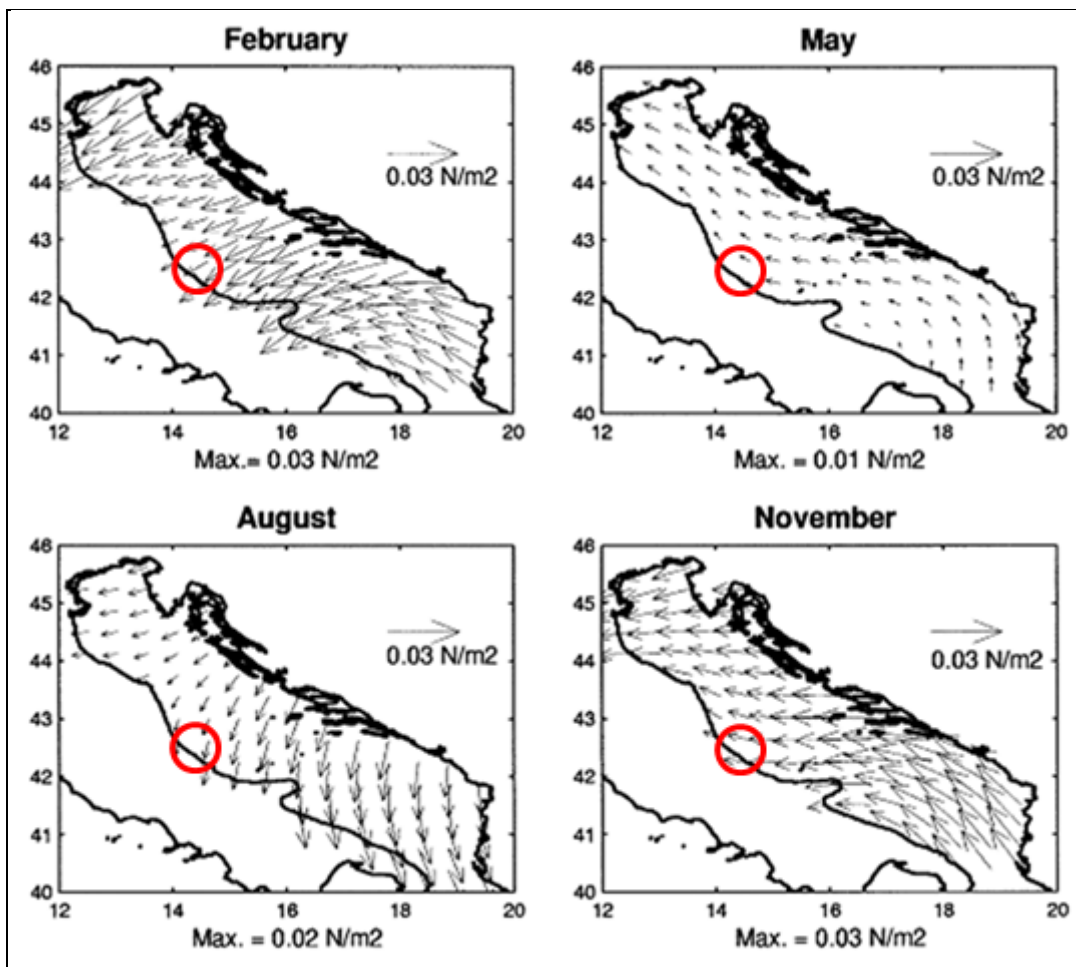 February
46
45
44
43
42
41
40
12 14 16 18 20
0.03 N/m2
Max.= 0.03 N/m2
May
46
45
44
43
42
41
40
12 14 16 18 20
0.03 N/m2
Max. = 0.01 N/m2
August
46
45
44
43
42
41
40
12 14 16 18 20
0.03 N/m2
Max. = 0.02 N/m2
November
46
45
44
43
42
41
40
12 14 16 18 20
0.03 N/m2
Max. = 0.03 N/m2